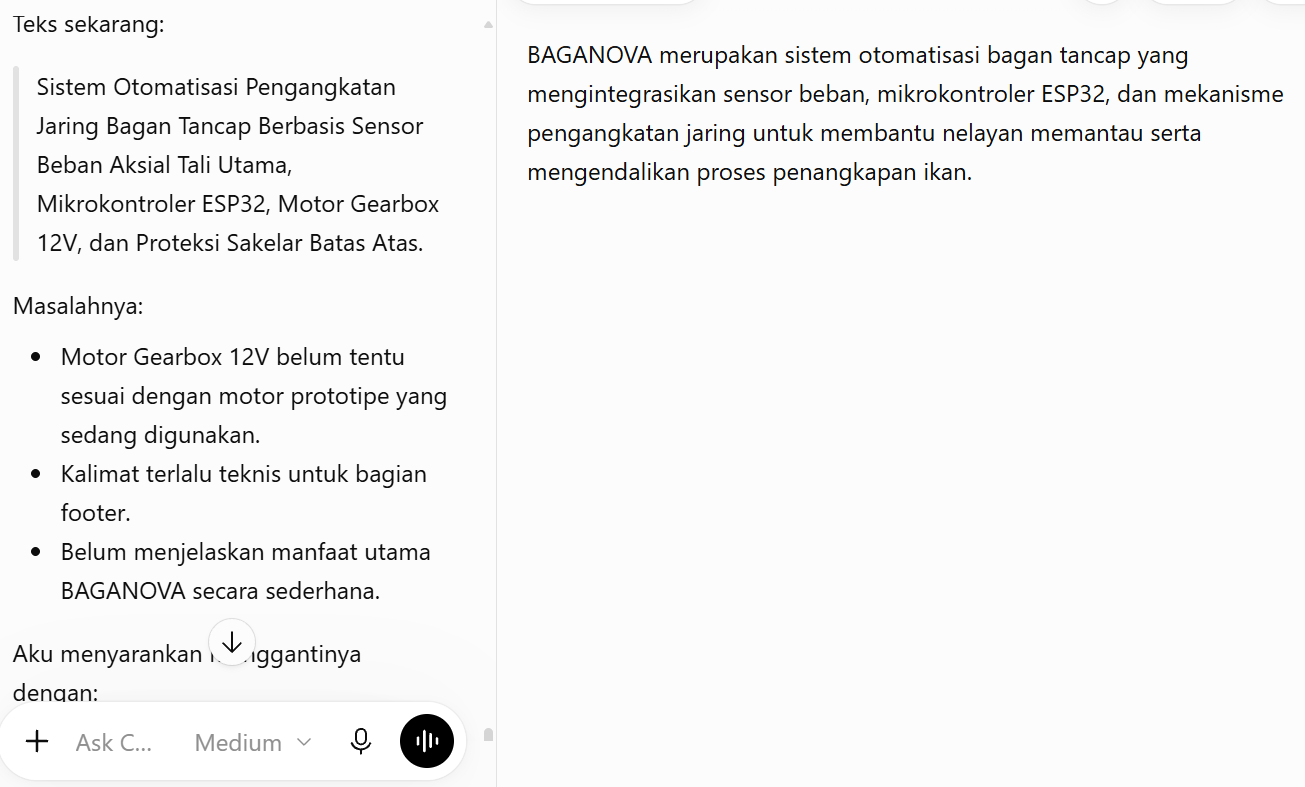 Teks sekarang:
Sistem Otomatisasi Pengangkatan
Jaring Bagan Tancap Berbasis Sensor
Beban Aksial Tali Utama,
Mikrokontroler ESP32, Motor Gearbox
12V, dan Proteksi Sakelar Batas Atas.
Masalahnya:
Motor Gearbox 12V belum tentu
sesuai dengan motor prototipe yang
sedang digunakan.
Kalimat terlalu teknis untuk bagian
footer.
Belum menjelaskan manfaat utama
BAGANOVA secara sederhana.
Aku menyarankan
dengan:
Ask C...
Medium
BAGANOVA merupakan sistem otomatisasi bagan tancap yang
mengintegrasikan sensor beban, mikrokontroler ESP32, dan mekanisme
pengangkatan jaring untuk membantu nelayan memantau serta
mengendalikan proses penangkapan ikan.